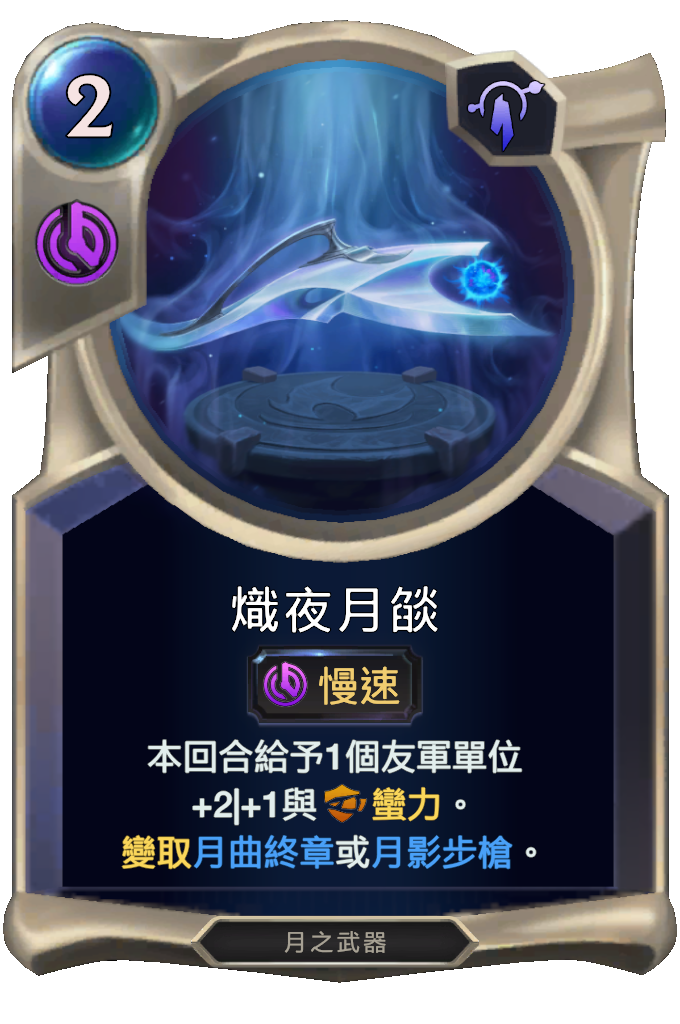 2
熾夜月燄
慢速
本回合給予1個友軍單位
+2|+1與蠻力。
變取月曲終章或月影步槍。
月之武器